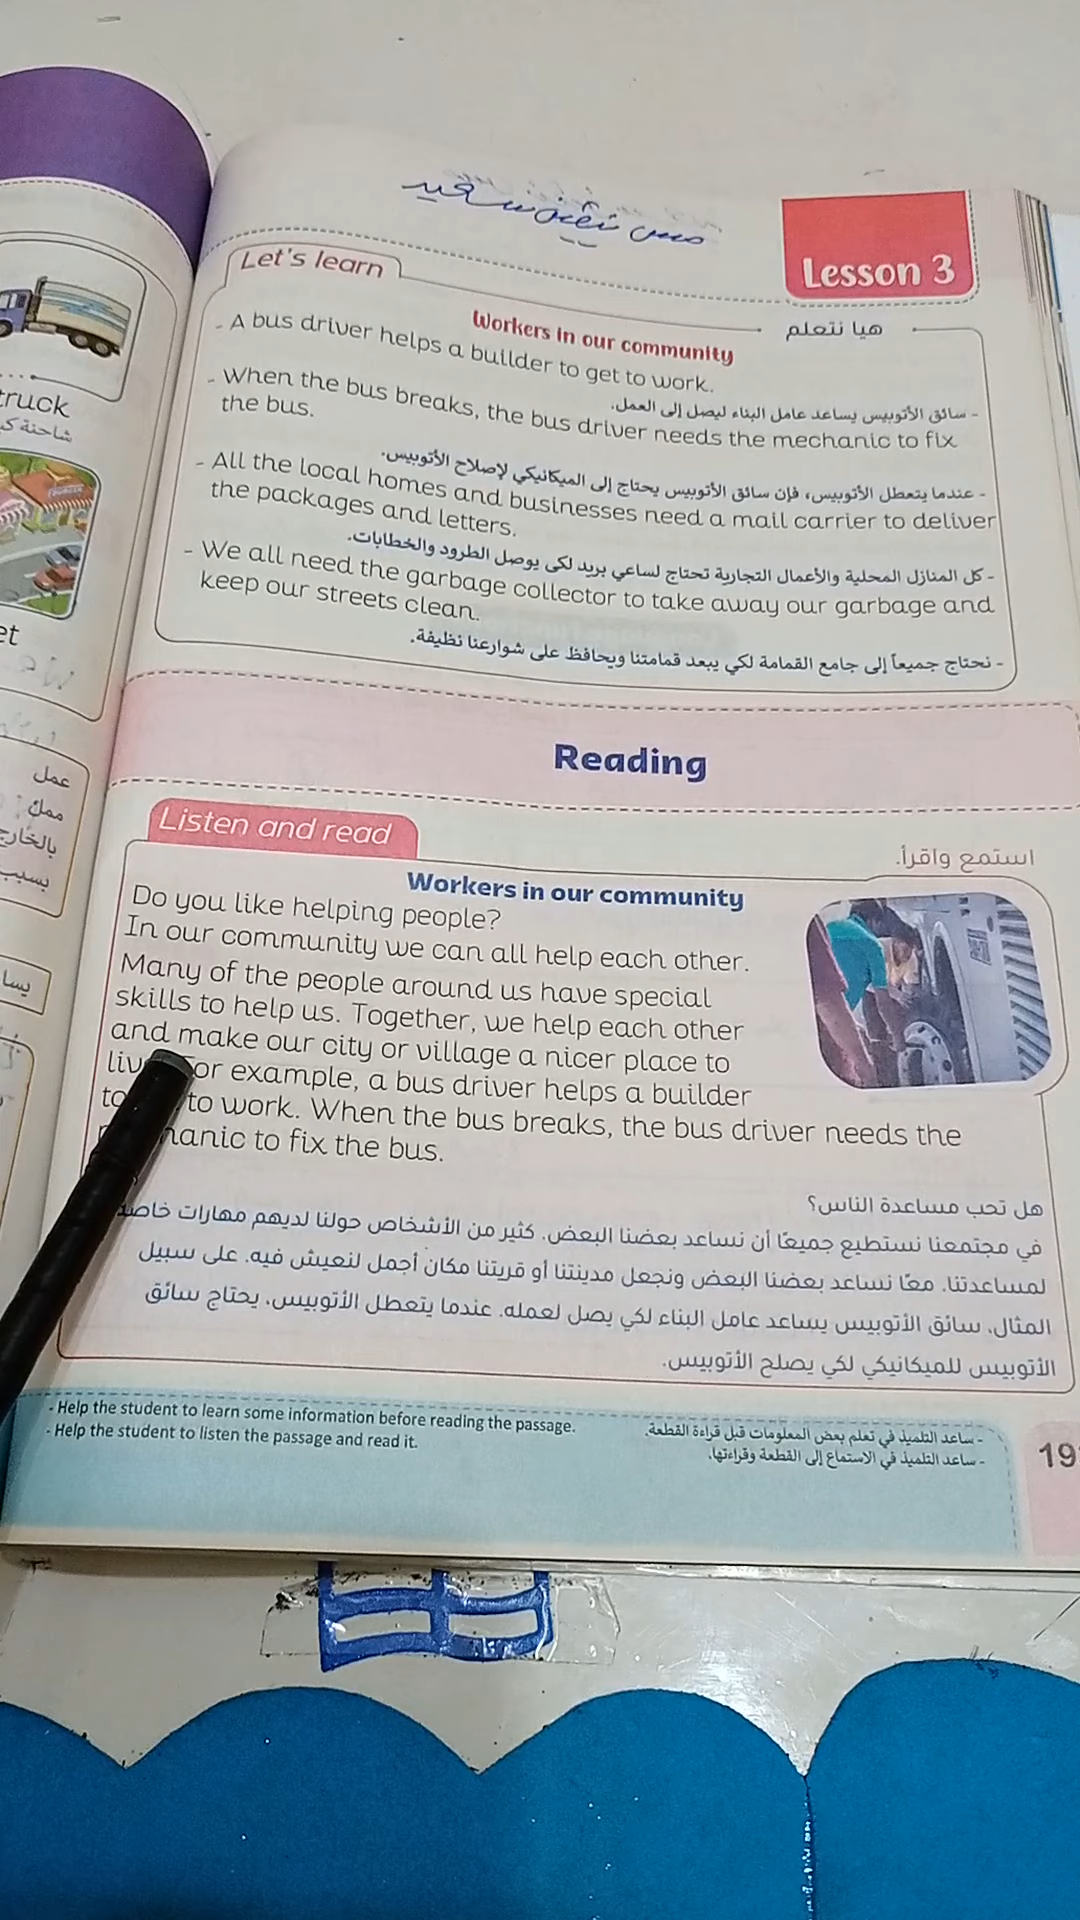 مس نيفين سعيد
Lesson 3
Let's learn
هيا نتعلم
Workers in our community
- A bus driver helps a builder to get to work.
- سائق الأتوبيس يساعد عامل البناء ليصل إلى العمل.
- When the bus breaks, the bus driver needs the mechanic to fix
the bus.
- عندما يتعطل الأتوبيس، فإن سائق الأتوبيس يحتاج إلى الميكانيكي لإصلاح الأتوبيس.
- All the local homes and businesses need a mail carrier to deliver
the packages and letters.
- كل المنازل المحلية والأعمال التجارية تحتاج لساعي بريد لكى يوصل الطرود والخطابات.
- We all need the garbage collector to take away our garbage and
keep our streets clean.
- نحتاج جميعاً إلى جامع القمامة لكي يبعد قمامتنا ويحافظ على شوارعنا نظيفة.
Reading
Listen and read
استمع واقرأ.
Workers in our community
Do you like helping people?
In our community we can all help each other.
Many of the people around us have special
skills to help us. Together, we help each other
and make our city or village a nicer place to
or example, a bus driver helps a builder
to work. When the bus breaks, the bus driver needs the
to fix the bus.
هل تحب مساعدة الناس؟
في مجتمعنا نستطيع جميعًا أن نساعد بعضنا البعض. كثير من الأشخاص حولنا لديهم مهارات خاصة
لمساعدتنا. معًا نساعد بعضنا البعض ونجعل مدينتنا أو قريتنا مكان أجمل لنعيش فيه. على سبيل
المثال، سائق الأتوبيس يساعد عامل البناء لكي يصل لعمله. عندما يتعطل الأتوبيس، يحتاج سائق
الأتوبيس للميكانيكي لكي يصلح الأتوبيس.
- Help the student to learn some information before reading the passage.
- Help the student to listen the passage and read it.
- ساعد التلميذ في تعلم بعض المعلومات قبل قراءة القطعة.
- ساعد التلميذ في الاستماع إلى القطعة وقراءتها.
19
truck
شاحنة
عمل
ممل
بالخارج
بسبب